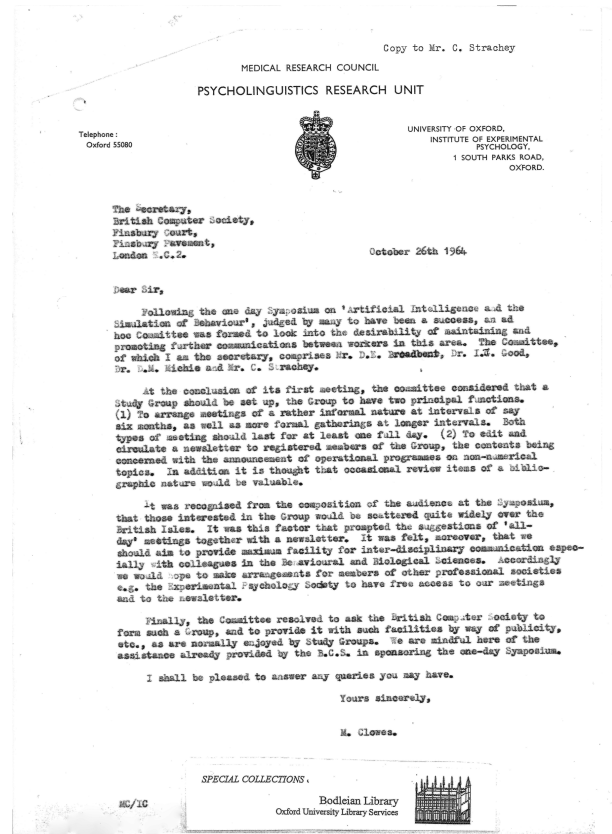 Copy to Mr. C. Strachey
MEDICAL RESEARCH COUNCIL
PSYCHOLINGUISTICS RESEARCH UNIT
Telephone :
Oxford 55080
UNIVERSITY OF OXFORD,
INSTITUTE OF EXPERIMENTAL
PSYCHOLOGY,
1 SOUTH PARKS ROAD,
OXFORD.
The Secretary,
British Computer Society,
Finsbury Court,
Finsbury Pavement,
London E.C.2.
October 26th 1964
Dear Sir,
Following the one day Symposium on 'Artificial Intelligence and the
Simulation of Behaviour', judged by many to have been a success, an ad
hoc Committee was formed to look into the desirability of maintaining and
promoting further communications between workers in this area. The Committee,
of which I am the secretary, comprises Mr. D.E. Broadbent, Dr. I.J. Good,
Dr. D.M. Michie and Mr. C. Strachey.
At the conclusion of its first meeting, the committee considered that a
Study Group should be set up, the Group to have two principal functions.
(1) To arrange meetings of a rather informal nature at intervals of say
six months, as well as more formal gatherings at longer intervals. Both
types of meeting should last for at least one full day. (2) To edit and
circulate a newsletter to registered members of the Group, the contents being
concerned with the announcement of operational programmes on non-numerical
topics. In addition it is thought that occasional review items of a biblio-
graphic nature would be valuable.
It was recognised from the composition of the audience at the Symposium,
that those interested in the Group would be scattered quite widely over the
British Isles. It was this factor that prompted the suggestions of 'all-
day' meetings together with a newsletter. It was felt, moreover, that we
should aim to provide maximum facility for inter-disciplinary communication espec-
ially with colleagues in the Behavioural and Biological Sciences. Accordingly
we would hope to make arrangements for members of other professional societies
e.g. the Experimental Psychology Society to have free access to our meetings
and to the newsletter.
Finally, the Committee resolved to ask the British Computer Society to
form such a Group, and to provide it with such facilities by way of publicity,
etc., as are normally enjoyed by Study Groups. We are mindful here of the
assistance already provided by the B.C.S. in sponsoring the one-day Symposium.
I shall be pleased to answer any queries you may have.
Yours sincerely,
M. Clowes.
SPECIAL COLLECTIONS
MC/IC
Bodleian Library
Oxford University Library Services